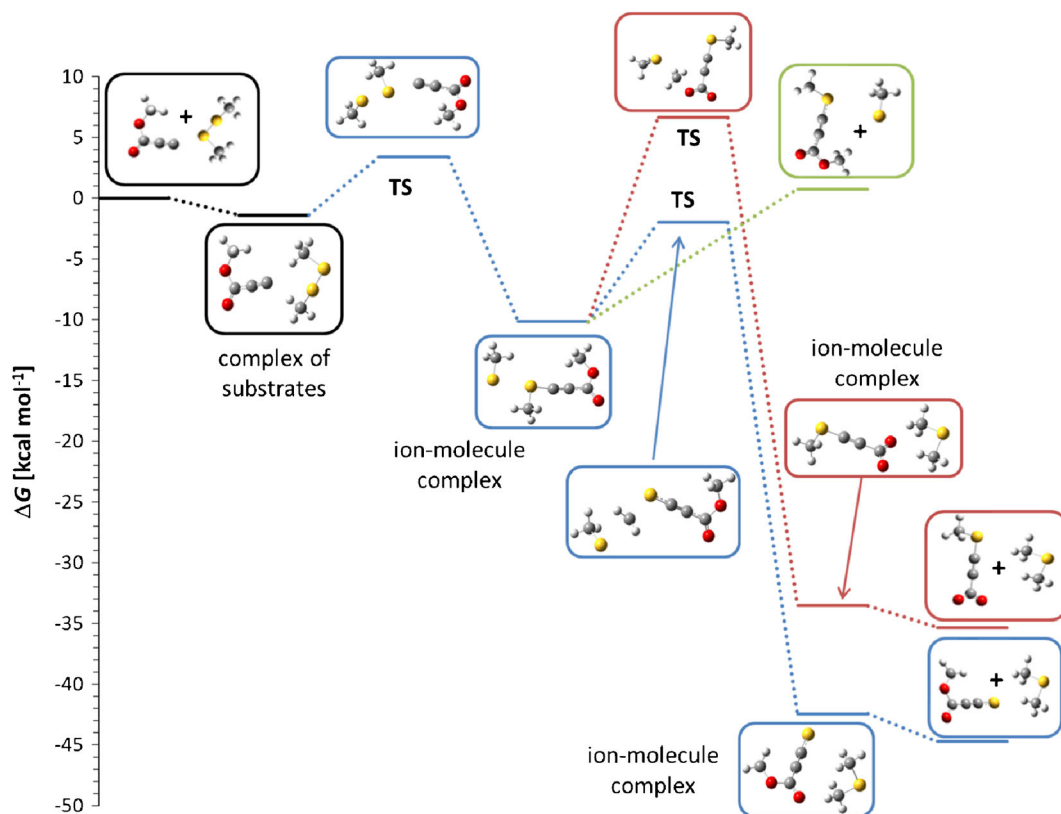 10
5
0
-5
-10
-15
-20
-25
-30
-35
-40
-45
-50
ΔG [kcal mol⁻¹]
+
complex of
substrates
TS
ion-molecule
complex
TS
TS
+
ion-molecule
complex
+
+
ion-molecule
complex